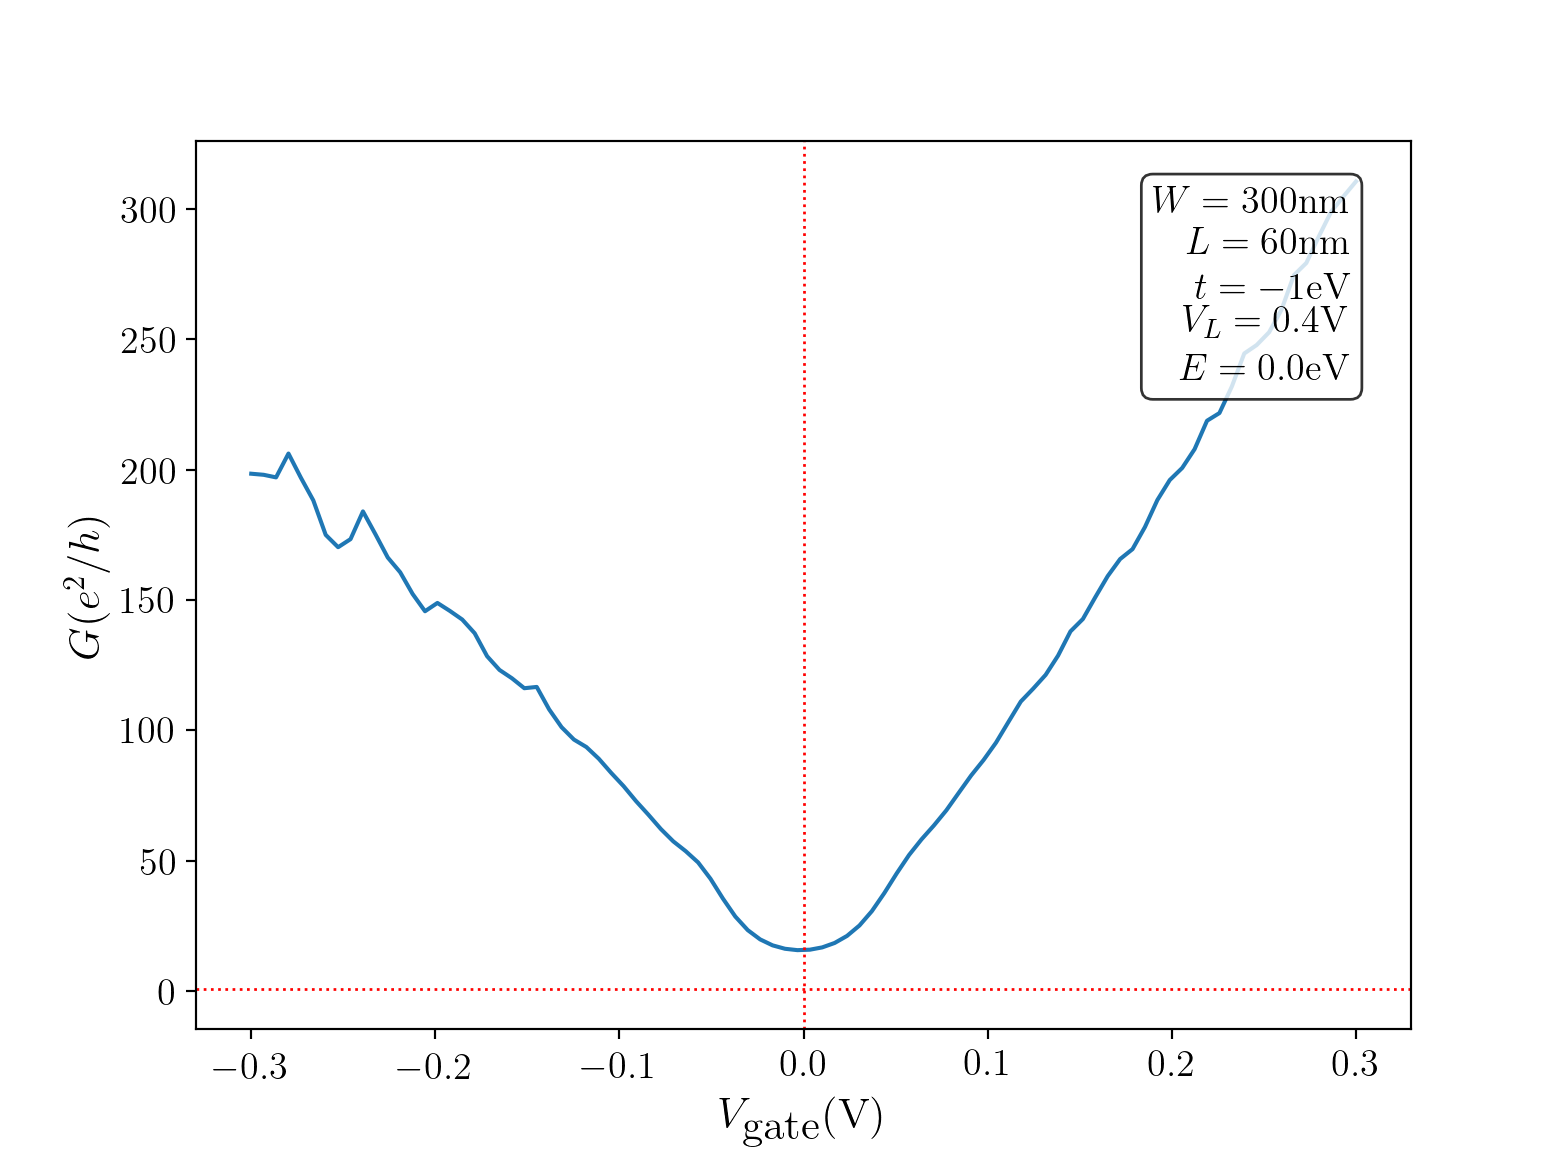 300
250
200
150
100
50
0
G(e²/h)
W = 300nm
L = 60nm
t = −1eV
V_L = 0.4V
E = 0.0eV
−0.3 −0.2 −0.1 0.0 0.1 0.2 0.3
V_gate(V)